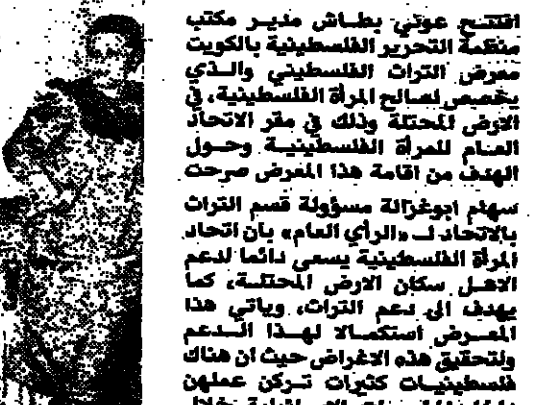 افتتح عوني بطاش مدير مكتب
منظمة التحرير الفلسطينية بالكويت
معرض التراث الفلسطيني والذي
يخصص لصالح المرأة الفلسطينية، في
الارض المحتلة وذلك في مقر الاتحاد
العام للمرأة الفلسطينية وحول
الهدف من اقامة هذا المعرض صرحت
سهام ابوغزالة مسؤولة قسم التراث
بالاتحاد لـ «الرأي العام» بان اتحاد
المرأة الفلسطينية يسعى دائما لدعم
الاهل سكان الارض المحتلة، كما
يهدف الى دعم التراث، وياتي هذا
المعرض استكمالا لهذا الدعم
ولتحقيق هذه الاغراض حيث ان هناك
فلسطينيات كثيرات تركن عملهن